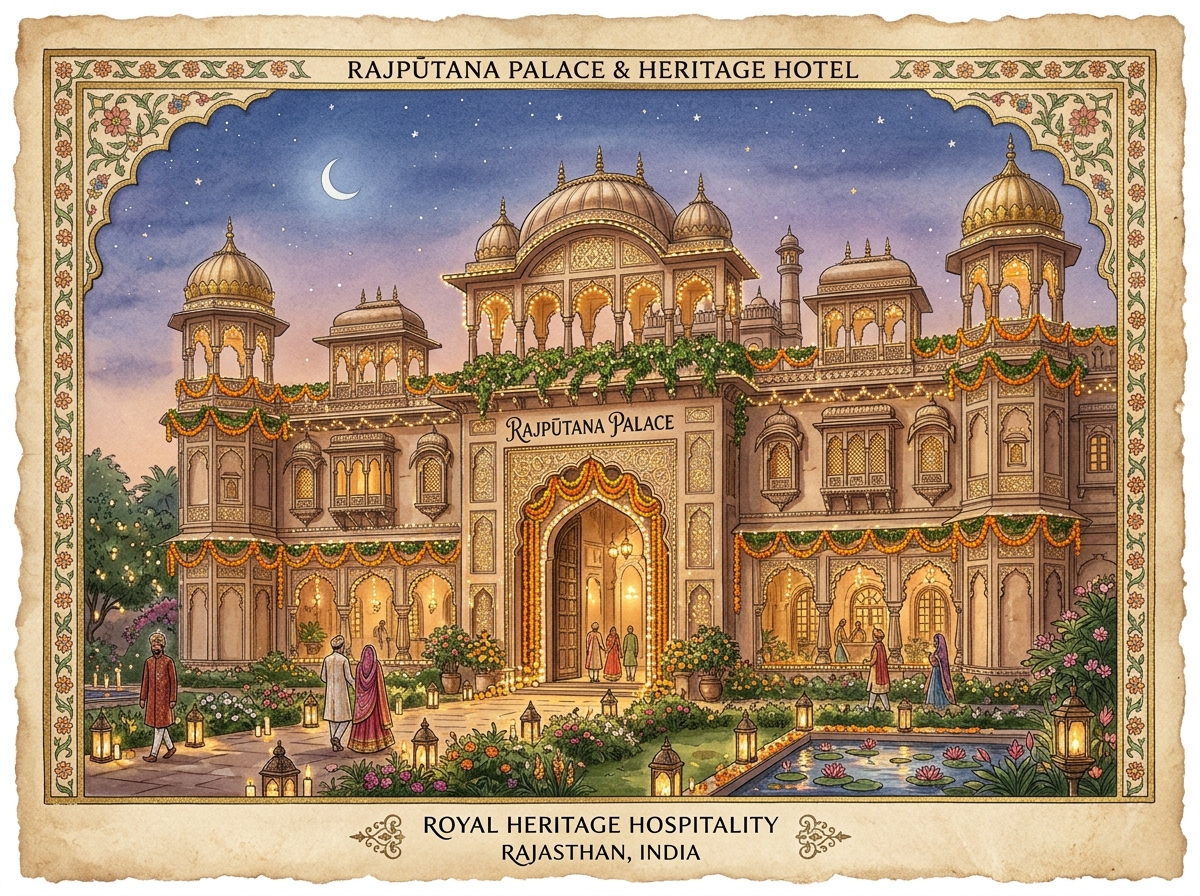 RAJPŪTANA PALACE & HERITAGE HOTEL
RAJPŪTANA PALACE
ROYAL HERITAGE HOSPITALITY
RAJASTHAN, INDIA